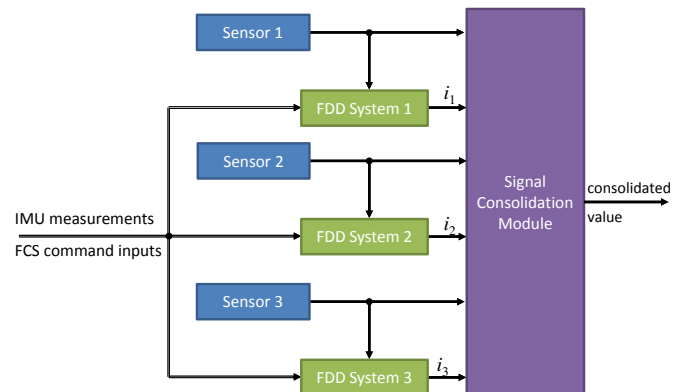 Sensor 1
FDD System 1
i1
Sensor 2
FDD System 2
i2
Sensor 3
FDD System 3
i3
IMU measurements
FCS command inputs
Signal
Consolidation
Module
consolidated
value